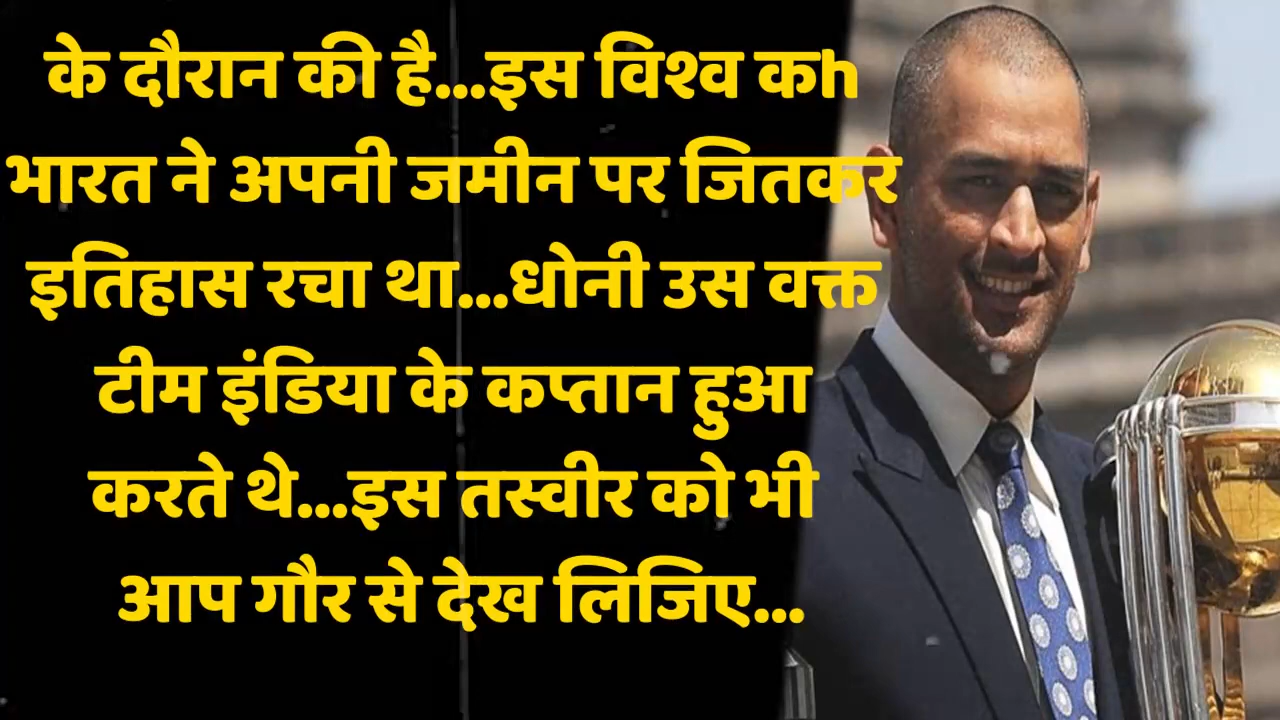 के दौरान की है...इस विश्व कh
भारत ने अपनी जमीन पर जितकर
इतिहास रचा था...धोनी उस वक्त
टीम इंडिया के कप्तान हुआ
करते थे...इस तस्वीर को भी
आप गौर से देख लिजिए...